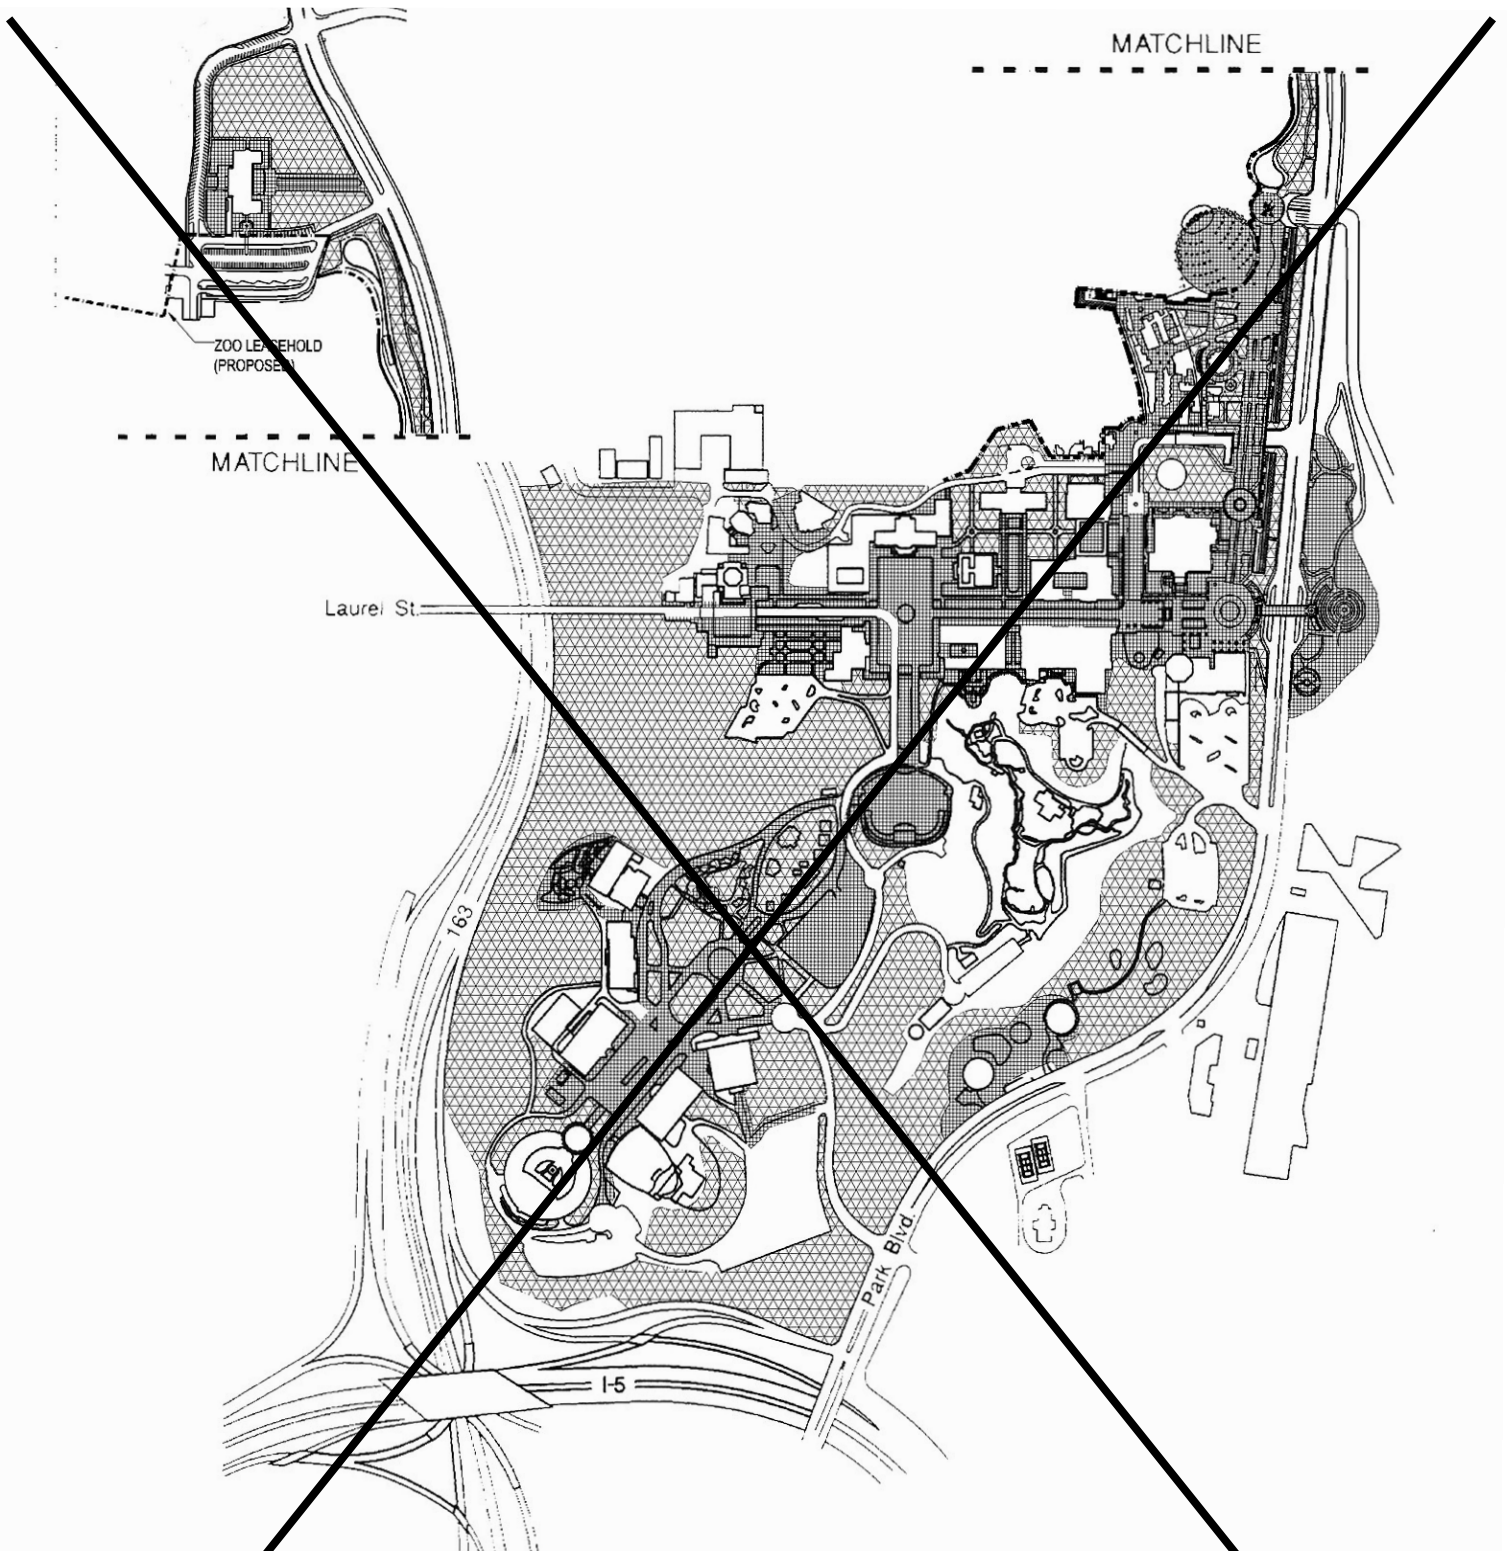 MATCHLINE
ZOO LEASEHOLD
(PROPOSED)
MATCHLINE
Laurel St.
163
Park Blvd.
I-5